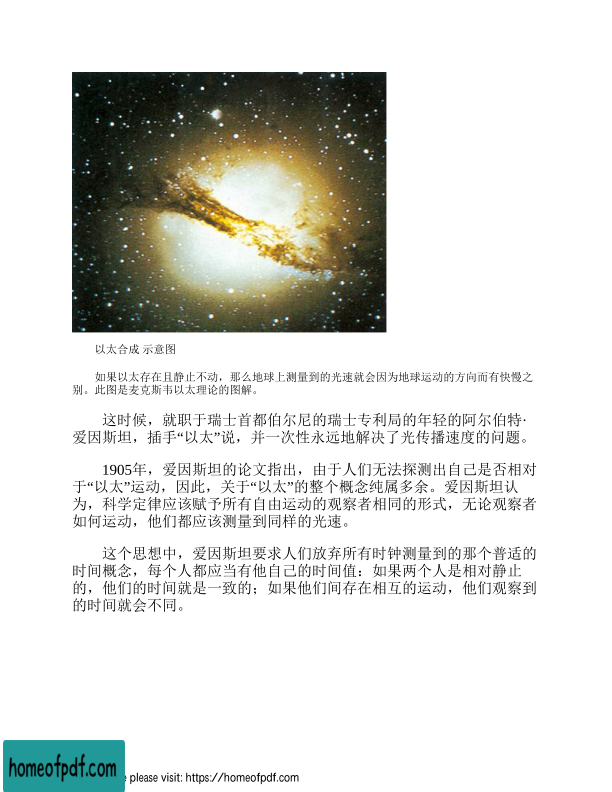 以太合成 示意图
如果以太存在且静止不动，那么地球上测量到的光速就会因为地球运动的方向而有快慢之
别。此图是麦克斯韦以太理论的图解。
这时候，就职于瑞士首都伯尔尼的瑞士专利局的年轻的阿尔伯特·
爱因斯坦，插手“以太”说，并一次性永远地解决了光传播速度的问题。
1905年，爱因斯坦的论文指出，由于人们无法探测出自己是否相对
于“以太”运动，因此，关于“以太”的整个概念纯属多余。爱因斯坦认
为，科学定律应该赋予所有自由运动的观察者相同的形式，无论观察者
如何运动，他们都应该测量到同样的光速。
这个思想中，爱因斯坦要求人们放弃所有时钟测量到的那个普适的
时间概念，每个人都应当有他自己的时间值：如果两个人是相对静止
的，他们的时间就是一致的；如果他们间存在相互的运动，他们观察到
的时间就会不同。
homeofpdf.com
e please visit: https://homeofpdf.com